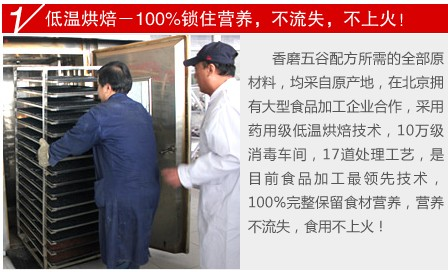 1 低温烘焙－100%锁住营养，不流失，不上火！
香磨五谷配方所需的全部原
材料，均采自原产地，在北京拥
有大型食品加工企业合作，采用
药用级低温烘焙技术，10万级
消毒车间，17道处理工艺，是
目前食品加工最领先技术，
100%完整保留食材营养，营养
不流失，食用不上火！